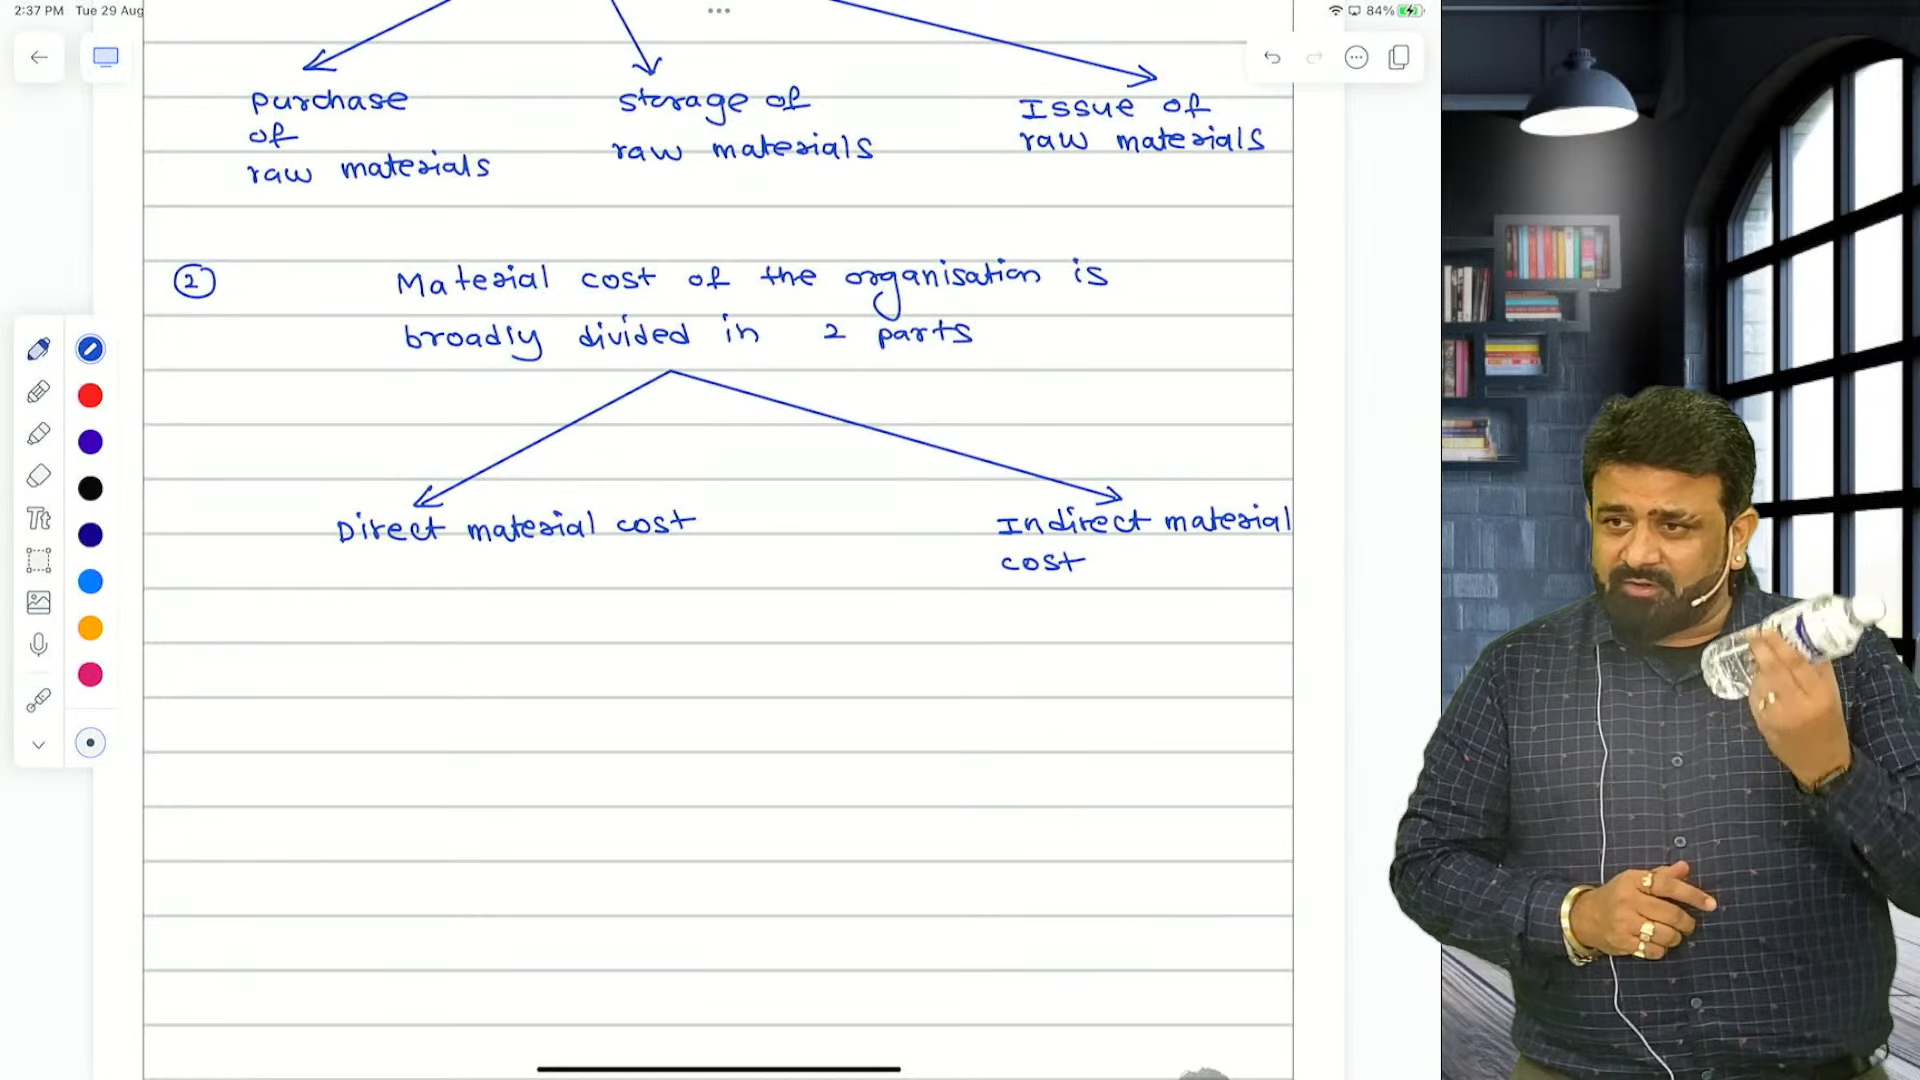 2:37 PM Tue 29 Aug
84%
purchase
of
raw materials
storage of
raw materials
Issue of
raw materials
2
Material cost of the organisation is
broadly divided in 2 parts
Direct material cost
Indirect material
cost
Tt